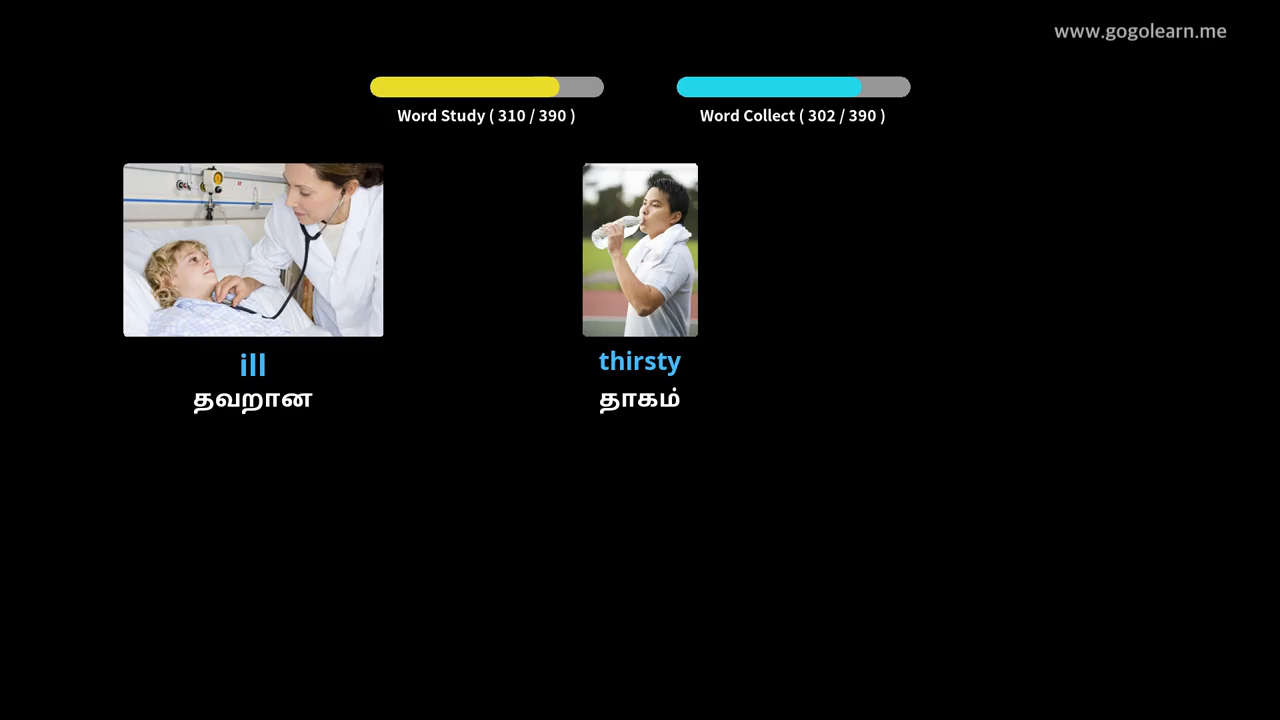 www.gogolearn.me
Word Study ( 310 / 390 )
Word Collect ( 302 / 390 )
ill
தவறான
thirsty
தாகம்